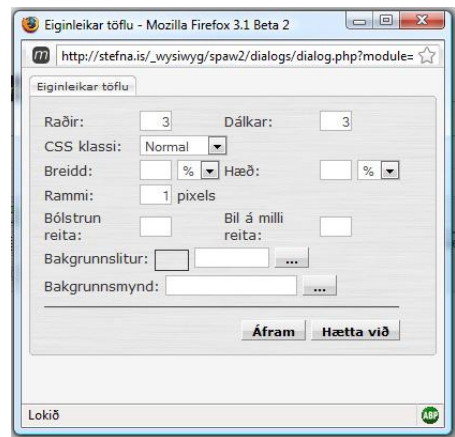 Eiginleikar töflu - Mozilla Firefox 3.1 Beta 2
m http://stefna.is/_wysiwyg/spaw2/dialogs/dialog.php?module=
Eiginleikar töflu
Raðir: 3 Dálkar: 3
CSS klassi: Normal
Breidd: % Hæð: %
Rammi: 1 pixels
Bólstrun reita: Bil á milli reita:
Bakgrunnslitur: ...
Bakgrunnsmynd: ...
Áfram Hætta við
Lokið ABP